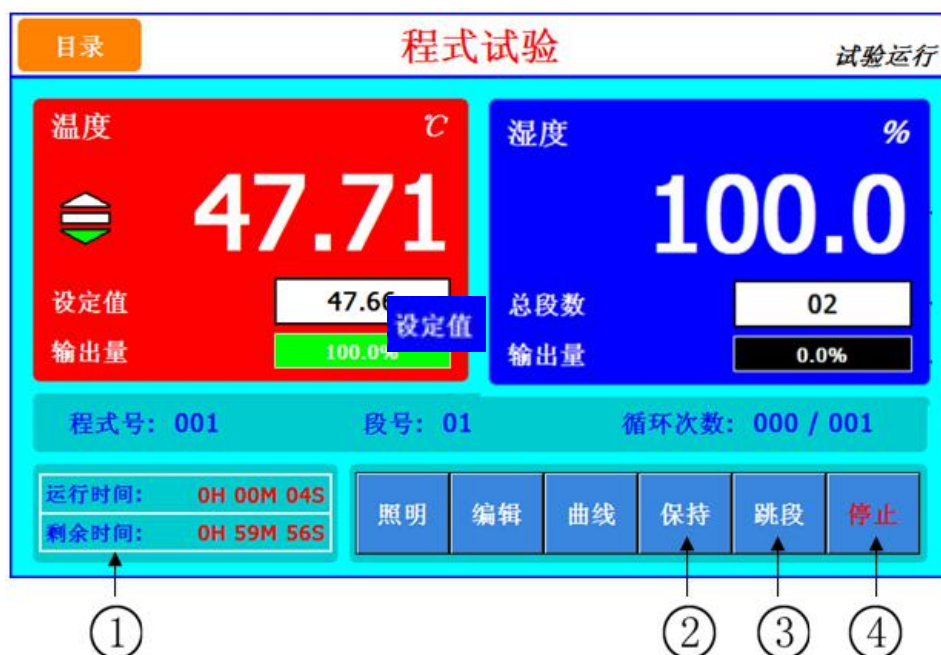 目录
程式试验
试验运行
温度 ℃
47.71
设定值 47.66
输出量 100.0%
设定值
湿度 %
100.0
总段数 02
输出量 0.0%
程式号: 001 段号: 01 循环次数: 000 / 001
运行时间: 0H 00M 04S
剩余时间: 0H 59M 56S
照明 编辑 曲线 保持 跳段 停止
① ② ③ ④